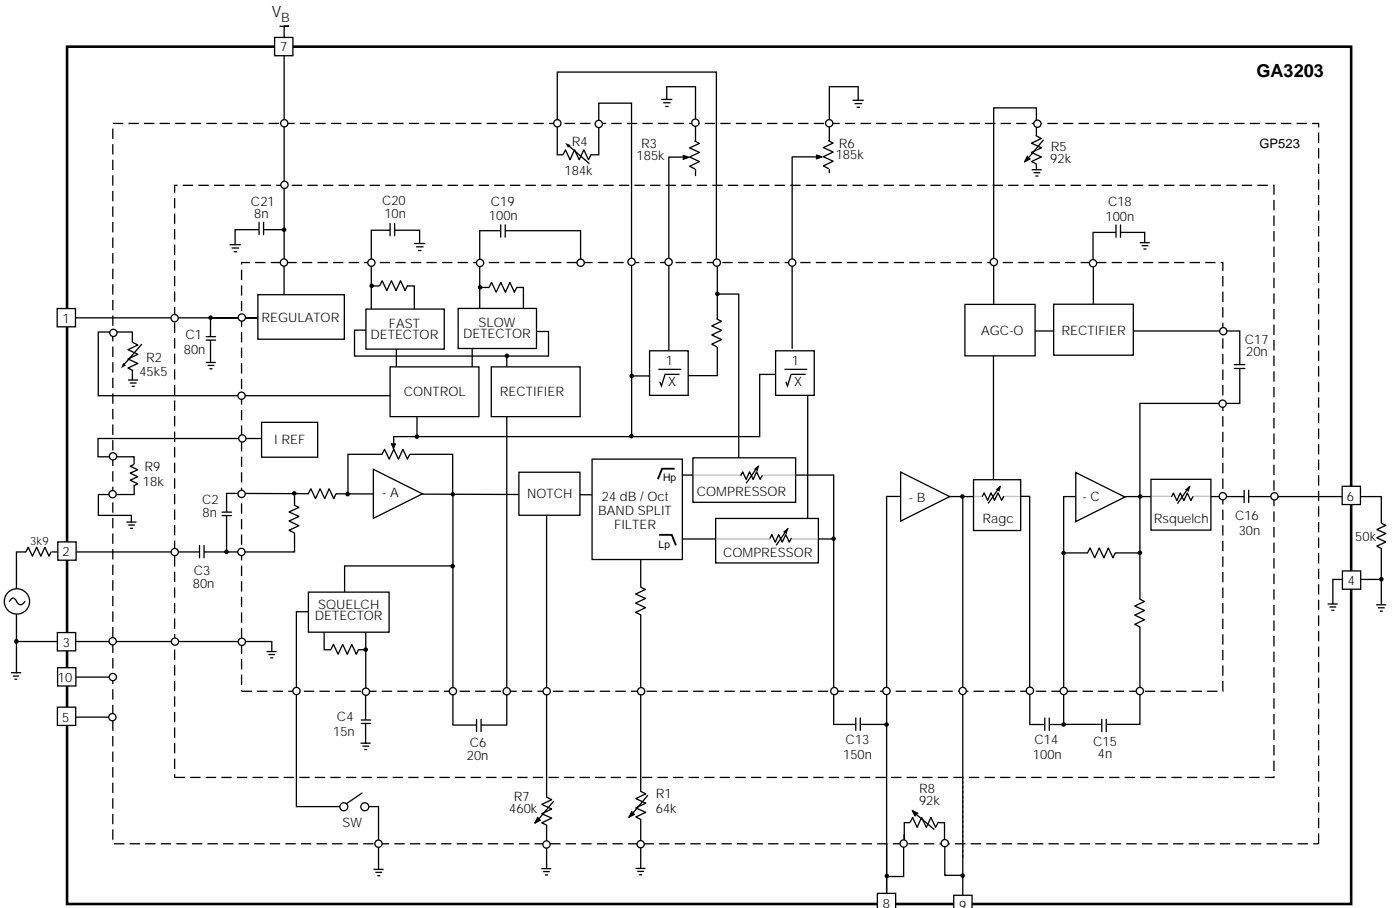 VB
7
GA3203
GP523
R4
184k
R3
185k
R6
185k
R5
92k
C21
8n
C20
10n
C19
100n
C18
100n
1
REGULATOR
FAST
DETECTOR
SLOW
DETECTOR
AGC-O
RECTIFIER
C1
80n
R2
45k5
C17
20n
1
√X
1
√X
CONTROL
RECTIFIER
I REF
R9
18k
C2
8n
- A
NOTCH
24 dB / Oct
BAND SPLIT
FILTER
Hp
Lp
COMPRESSOR
COMPRESSOR
- B
Ragc
- C
Rsquelch
6
C16
30n
50k
3k9
2
C3
80n
4
SQUELCH
DETECTOR
3
10
5
C4
15n
C6
20n
C13
150n
C14
100n
C15
4n
SW
R7
460k
R1
64k
R8
92k
8
9